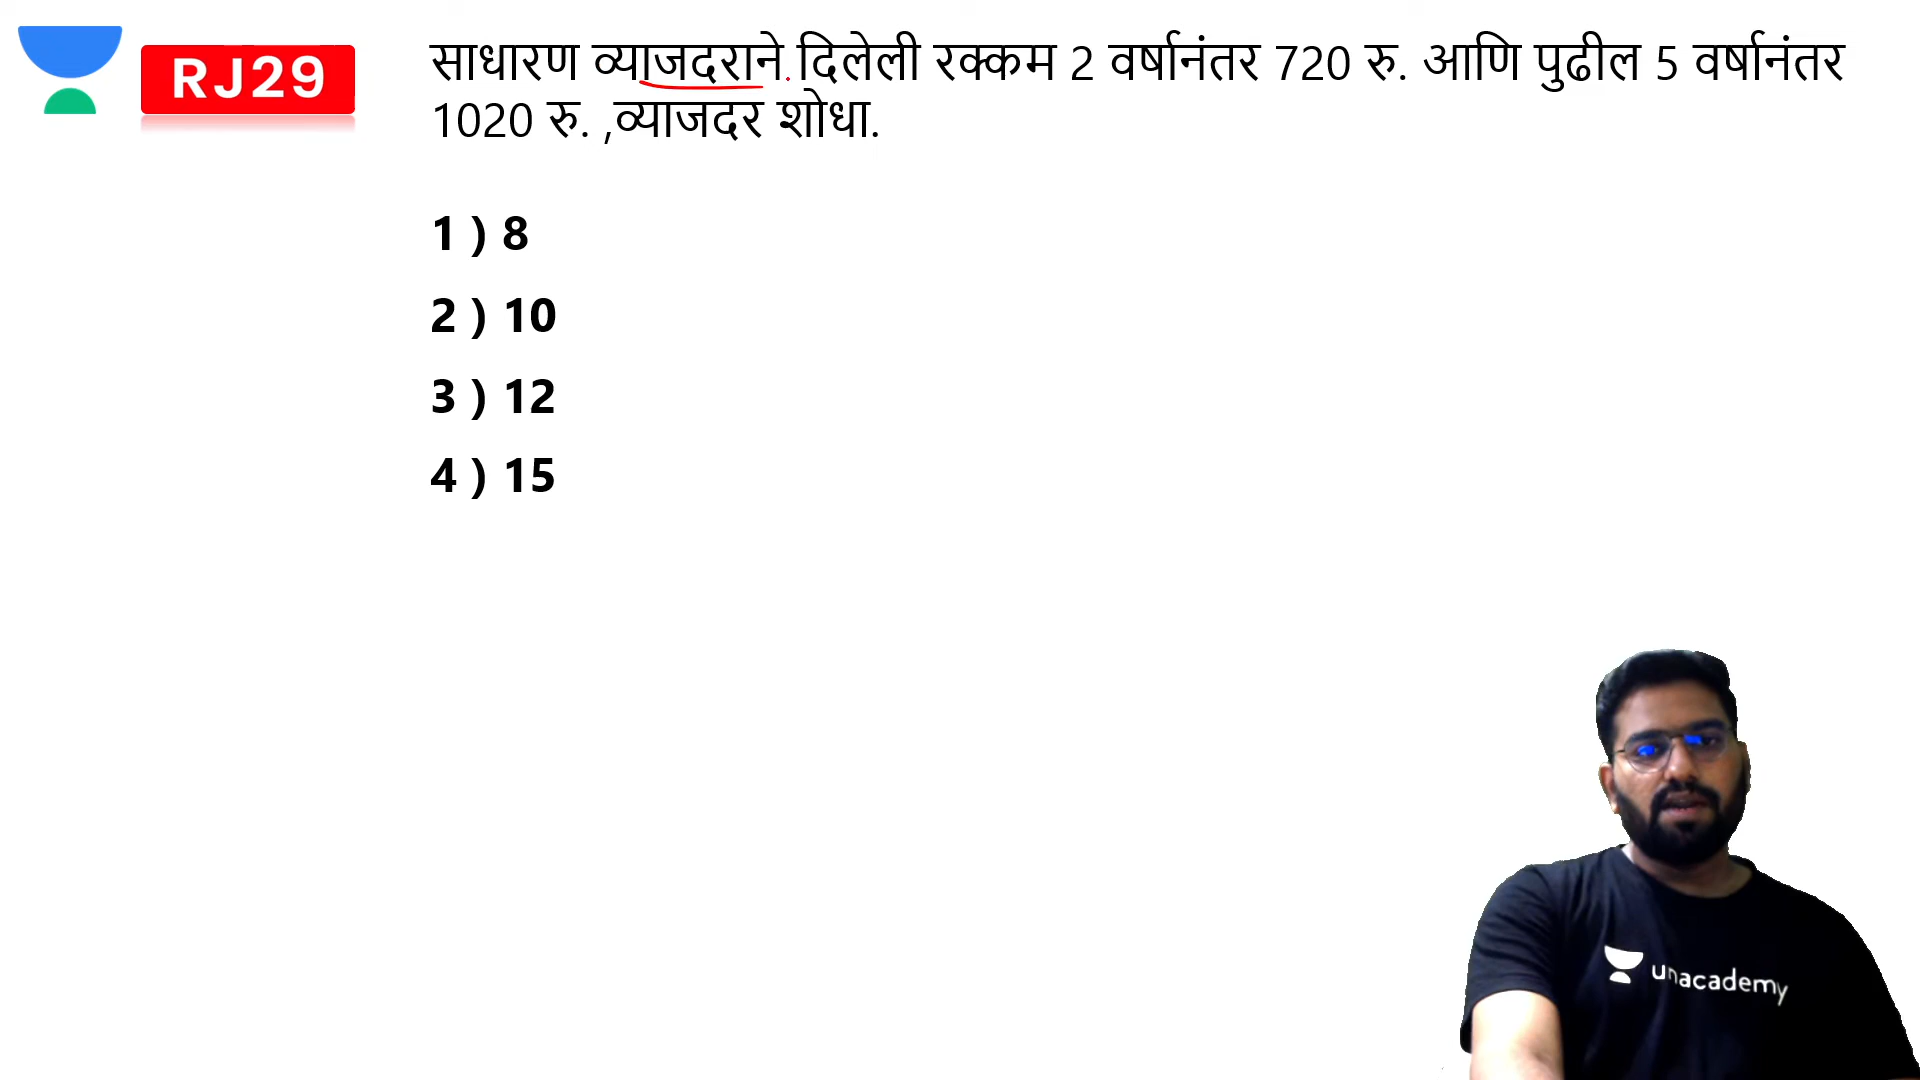 RJ29
साधारण व्याजदराने दिलेली रक्कम 2 वर्षानंतर 720 रु. आणि पुढील 5 वर्षानंतर
1020 रु. ,व्याजदर शोधा.
1 ) 8
2 ) 10
3 ) 12
4 ) 15
unacademy